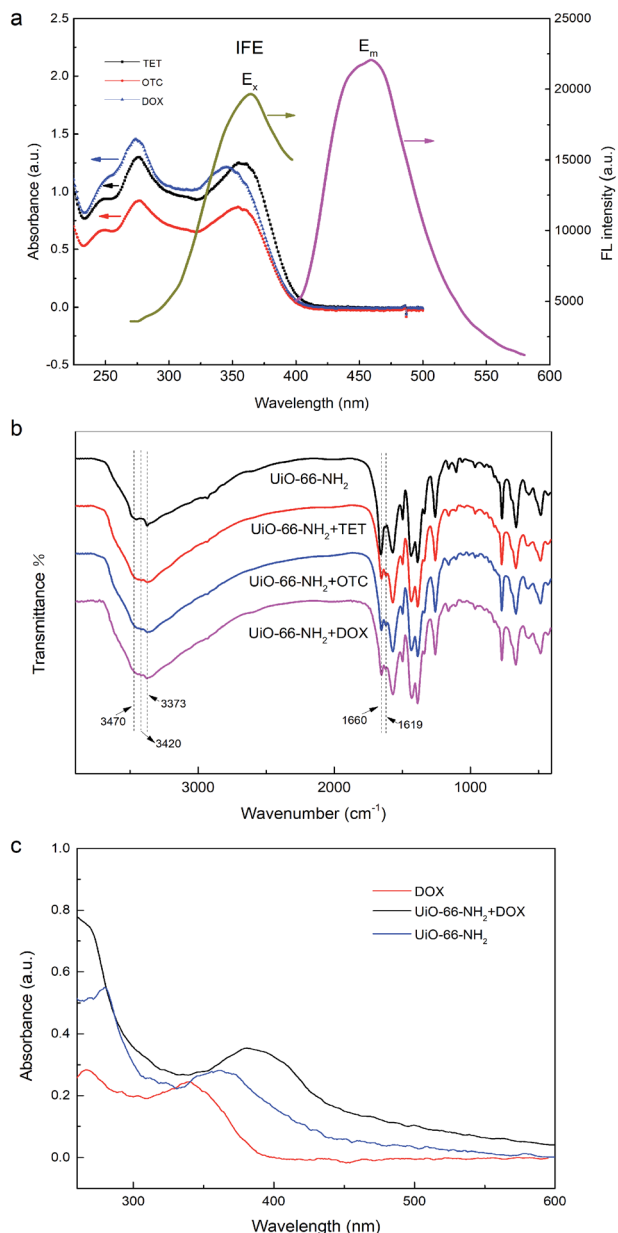 a
IFE
TET
OTC
DOX
Eₓ
Eₘ
2.5
2.0
1.5
1.0
0.5
0.0
-0.5
Absorbance (a.u.)
25000
20000
15000
10000
5000
FL intensity (a.u.)
250 300 350 400 450 500 550 600
Wavelength (nm)
b
UiO-66-NH₂
UiO-66-NH₂+TET
UiO-66-NH₂+OTC
UiO-66-NH₂+DOX
Transmittance %
3470
3420
3373
1660
1619
3000 2000 1000
Wavenumber (cm⁻¹)
c
DOX
UiO-66-NH₂+DOX
UiO-66-NH₂
1.0
0.8
0.6
0.4
0.2
0.0
Absorbance (a.u.)
300 400 500 600
Wavelength (nm)